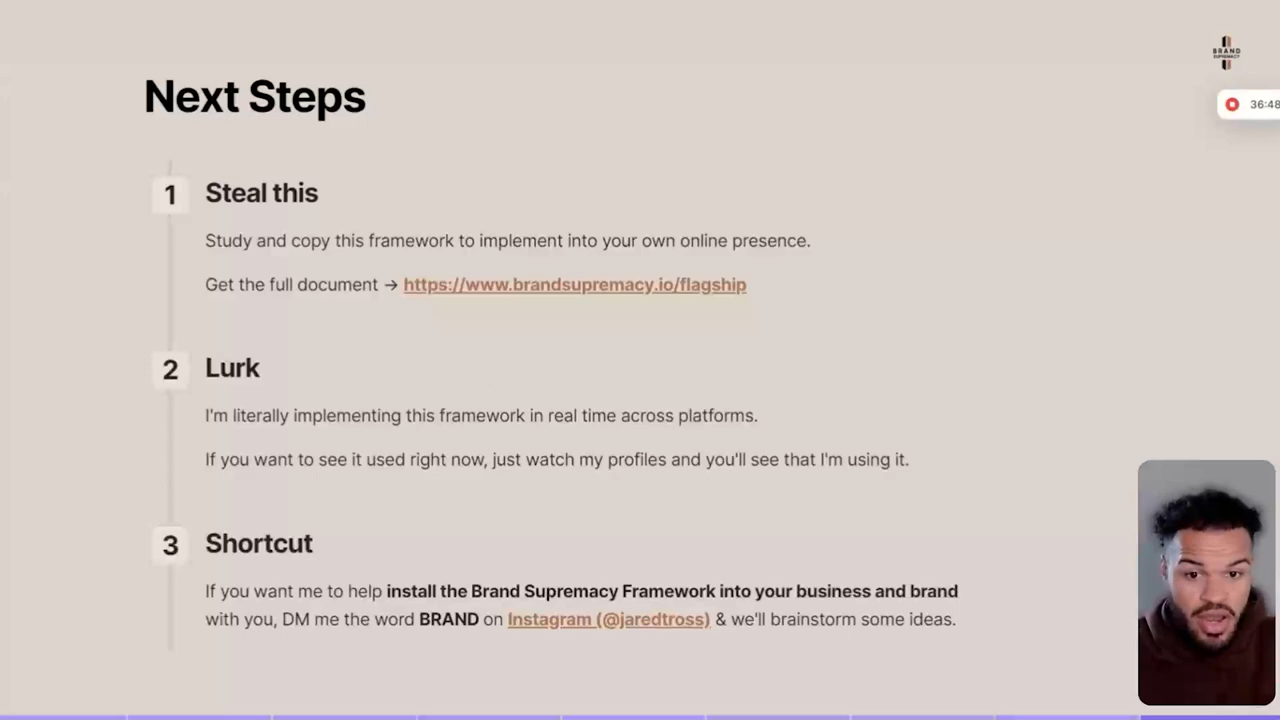 BRAND
SUPREMACY
Next Steps
36:48
1
Steal this
Study and copy this framework to implement into your own online presence.
Get the full document → https://www.brandsupremacy.io/flagship
2
Lurk
I'm literally implementing this framework in real time across platforms.
If you want to see it used right now, just watch my profiles and you'll see that I'm using it.
3
Shortcut
If you want me to help install the Brand Supremacy Framework into your business and brand
with you, DM me the word BRAND on Instagram (@jaredtross) & we'll brainstorm some ideas.